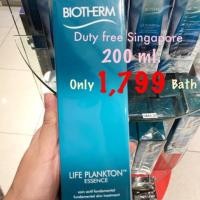 BIOTHERM
Duty free Singapore
200 ml.
Only 1,799 Bath
LIFE PLANKTON™
ESSENCE
soin actif fondamental
fundamental skin treatment